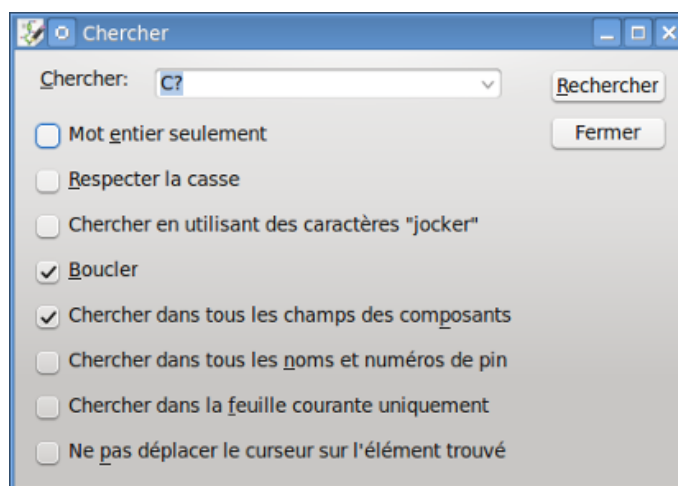 Chercher
Chercher: C? Rechercher
Mot entier seulement Fermer
Respecter la casse
Chercher en utilisant des caractères "jocker"
Boucler
Chercher dans tous les champs des composants
Chercher dans tous les noms et numéros de pin
Chercher dans la feuille courante uniquement
Ne pas déplacer le curseur sur l'élément trouvé